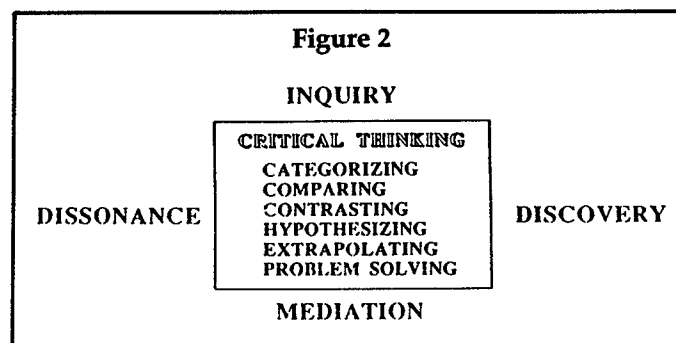 Figure 2
INQUIRY
CRITICAL THINKING
CATEGORIZING
COMPARING
CONTRASTING
HYPOTHESIZING
EXTRAPOLATING
PROBLEM SOLVING
DISSONANCE
DISCOVERY
MEDIATION